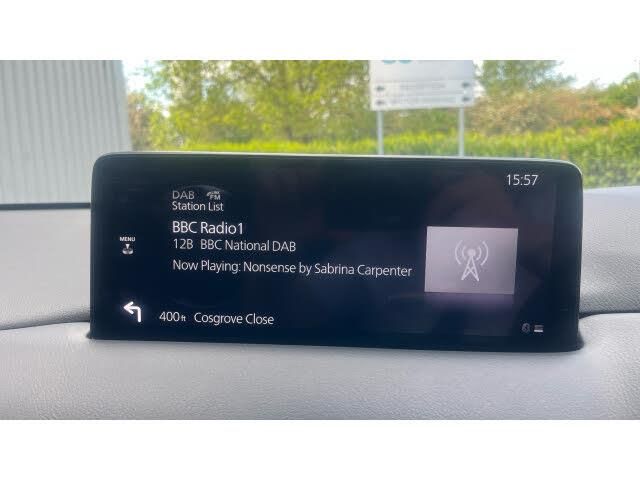 DAB
15:57
Station List
BBC Radio1
12B BBC National DAB
MENU
Now Playing: Nonsense by Sabrina Carpenter
400ft Cosgrove Close